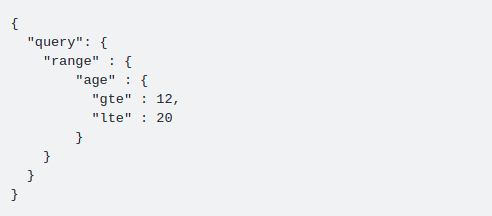 {
  "query": {
    "range" : {
        "age" : {
          "gte" : 12,
          "lte" : 20
        }
    }
  }
}